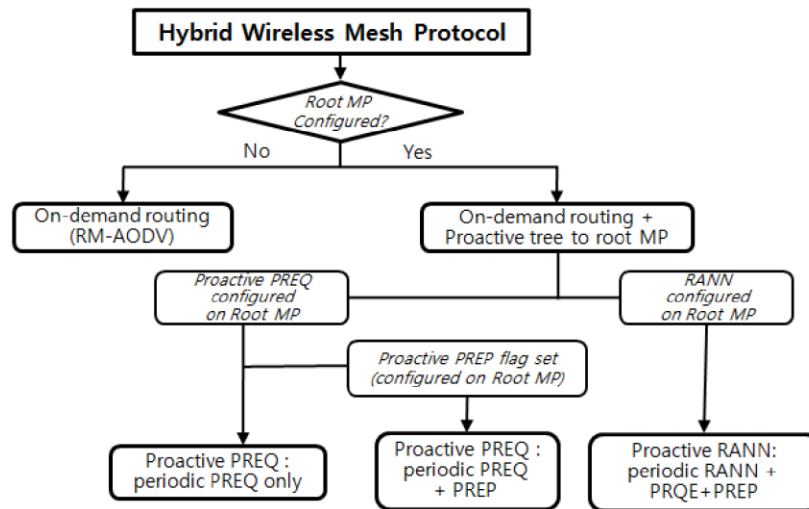 Hybrid Wireless Mesh Protocol
Root MP
Configured?
No
Yes
On-demand routing
(RM-AODV)
On-demand routing +
Proactive tree to root MP
Proactive PREQ
configured
on Root MP
RANN
configured
on Root MP
Proactive PREP flag set
(configured on Root MP)
Proactive PREQ :
periodic PREQ only
Proactive PREQ :
periodic PREQ
+ PREP
Proactive RANN:
periodic RANN +
PRQE+PREP